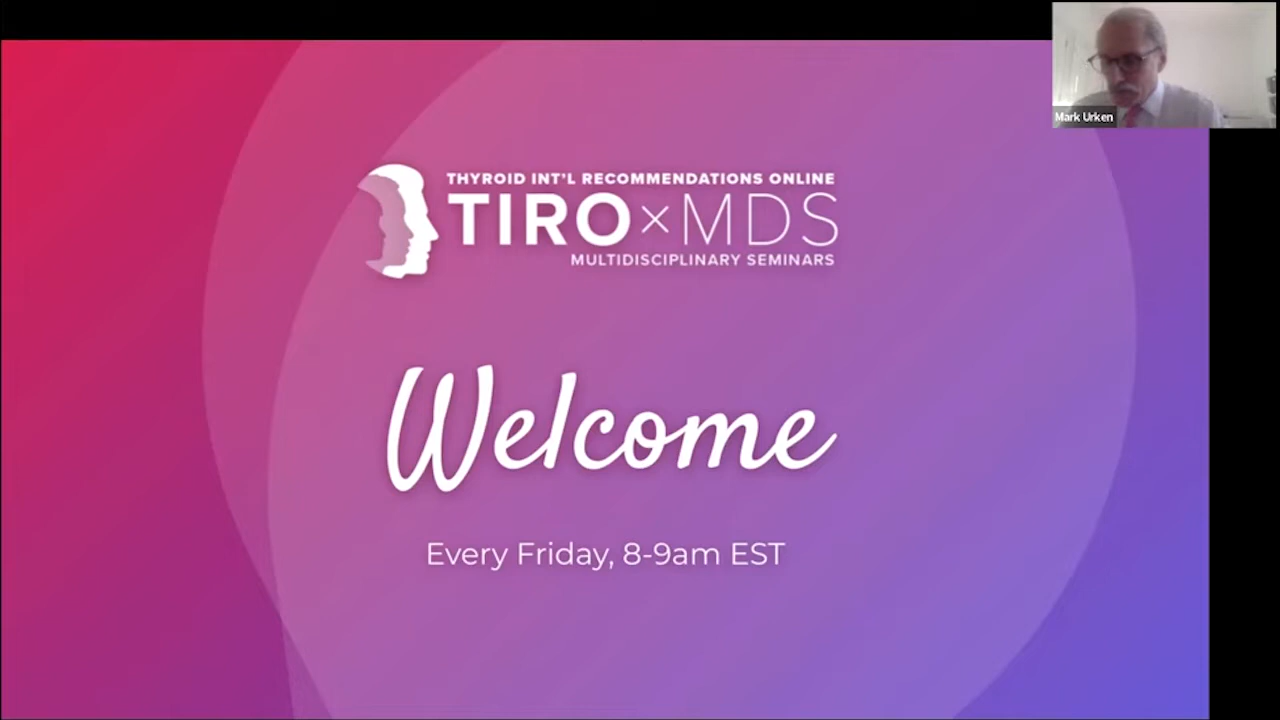 THYROID INT'L RECOMMENDATIONS ONLINE
TIRO×MDS
MULTIDISCIPLINARY SEMINARS
Welcome
Every Friday, 8-9am EST
Mark Urken